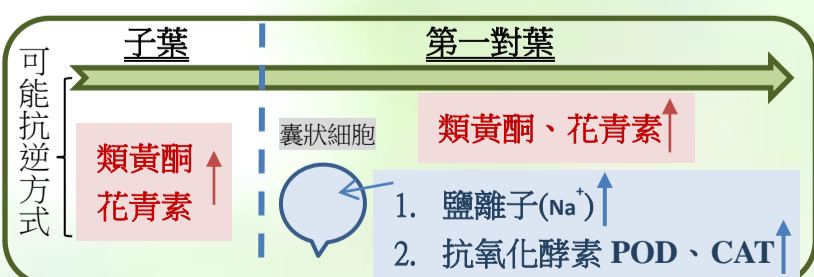 子葉
第一對葉
可能抗逆方式
類黃酮
花青素
囊狀細胞
類黃酮、花青素
1. 鹽離子(Na⁺)
2. 抗氧化酵素 POD、CAT